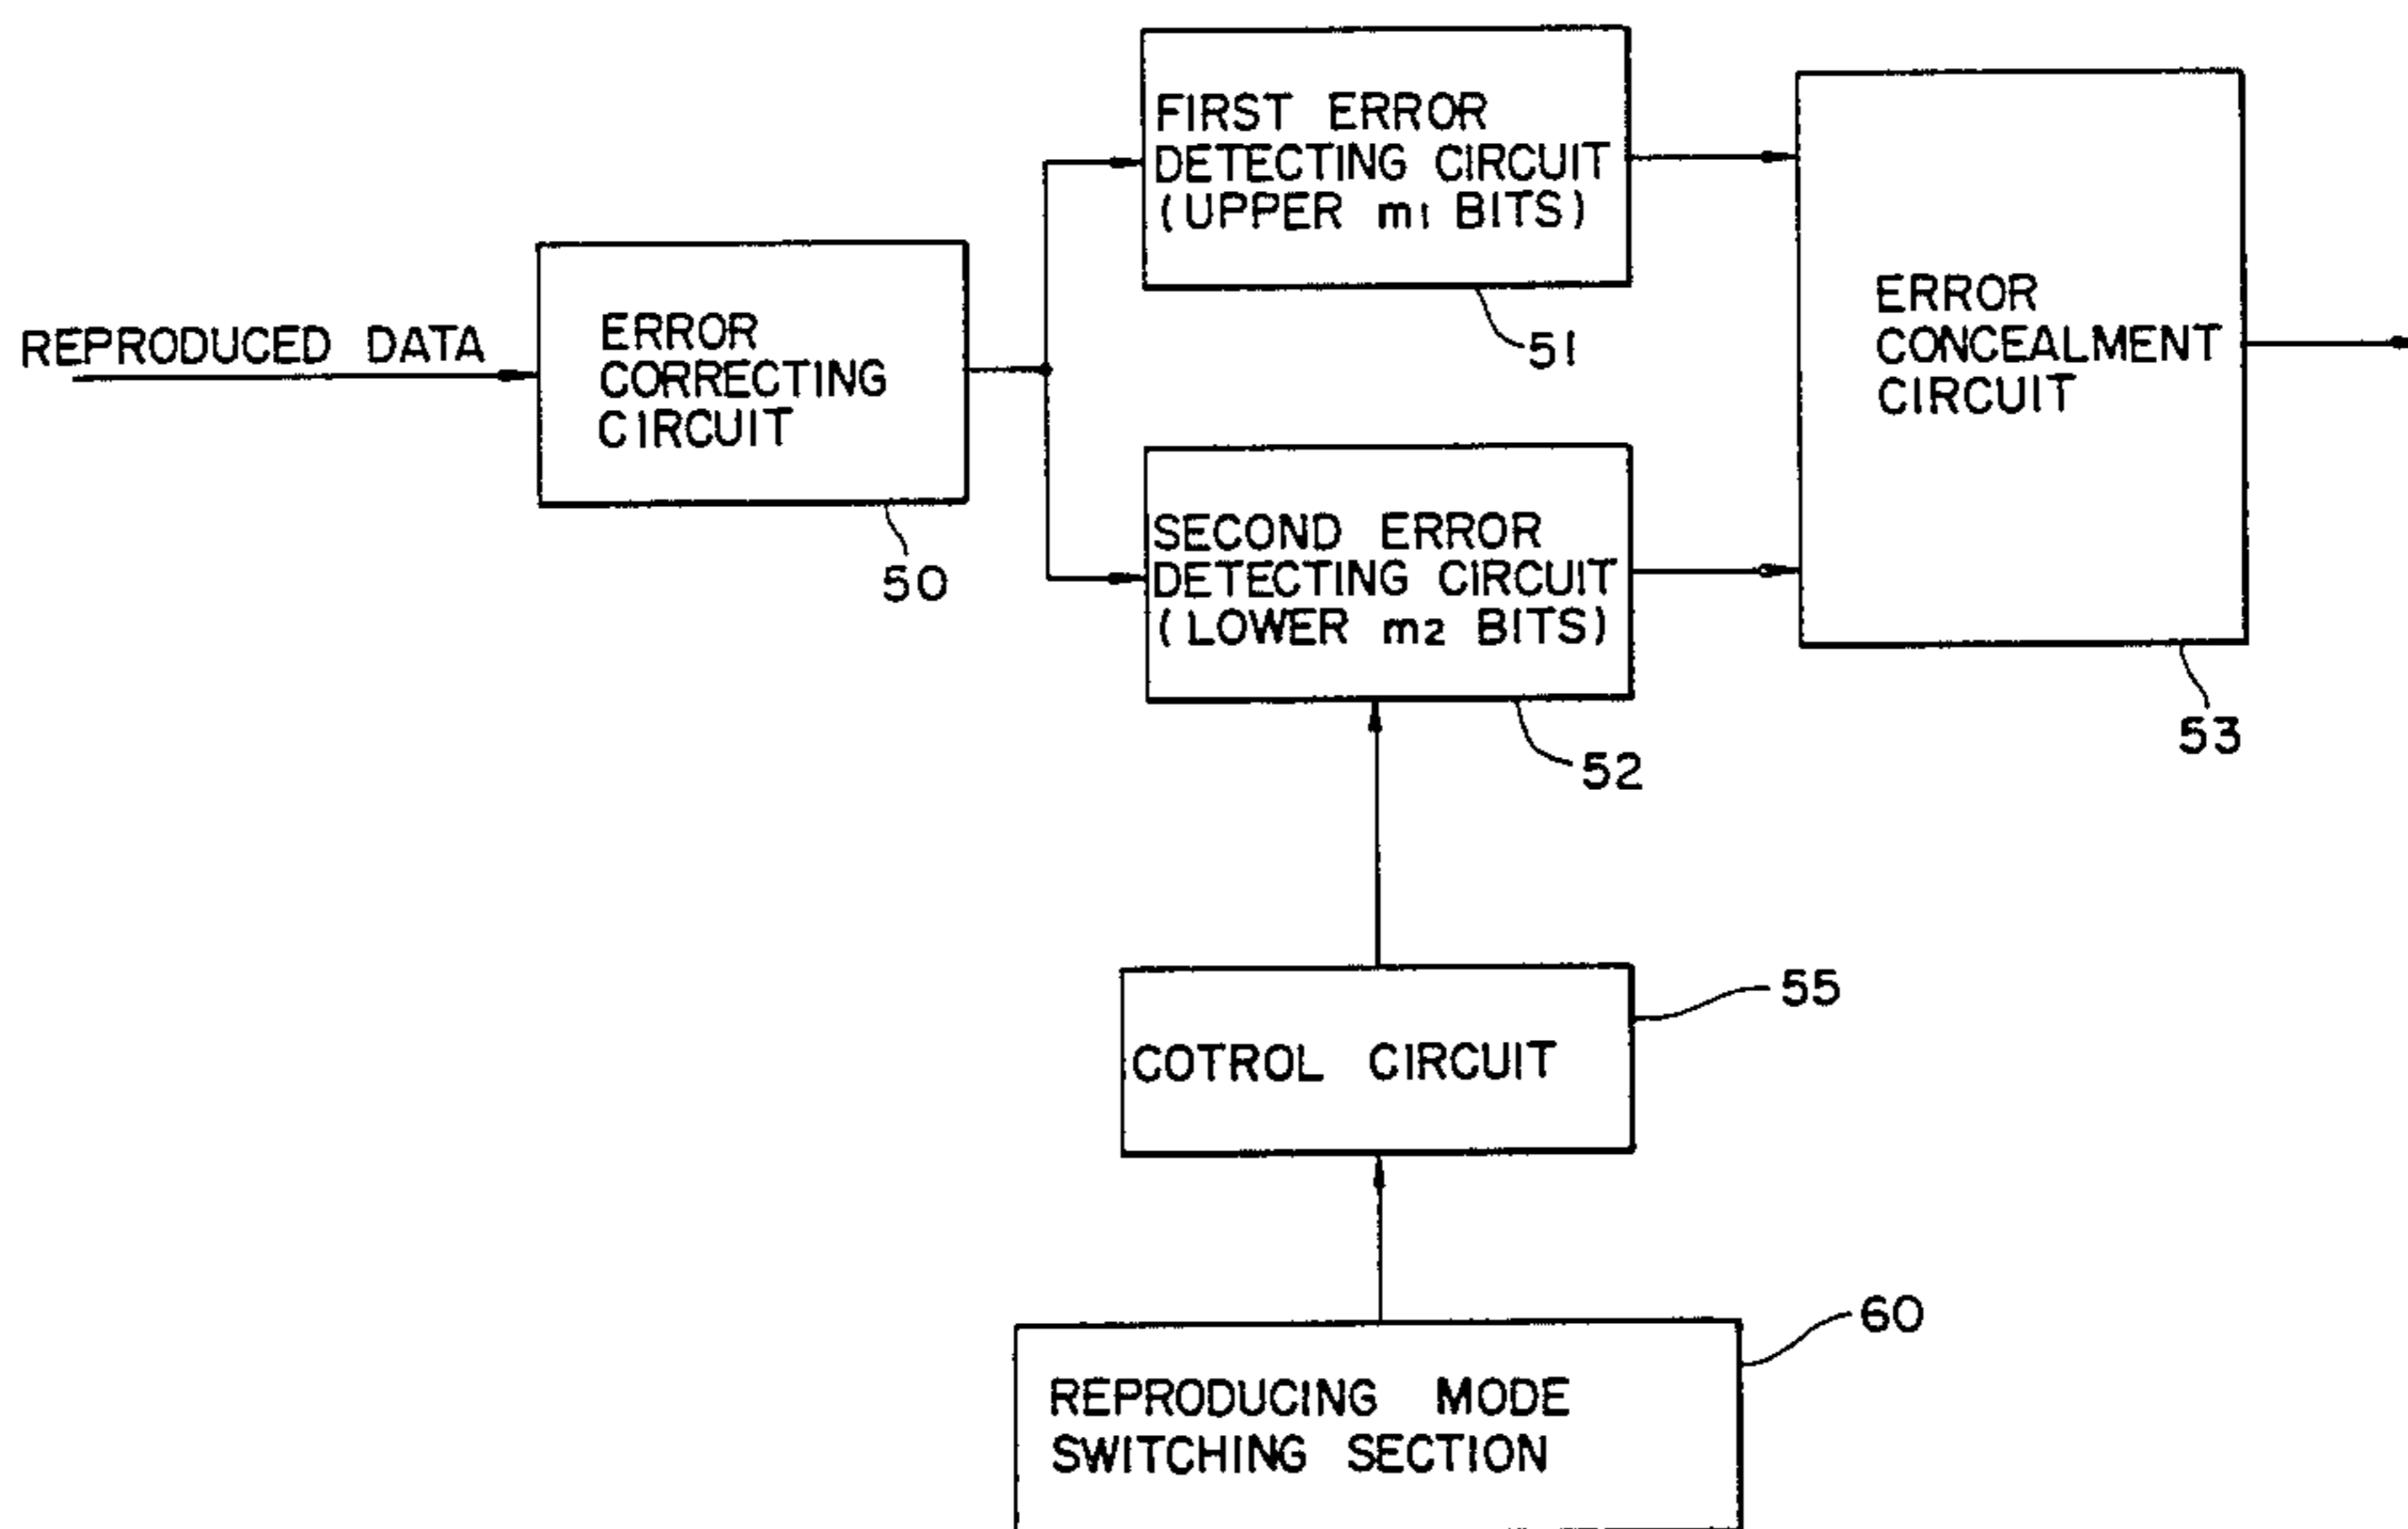 REPRODUCED DATA
ERROR
CORRECTING
CIRCUIT
50
FIRST ERROR
DETECTING CIRCUIT
(UPPER m1 BITS)
51
SECOND ERROR
DETECTING CIRCUIT
(LOWER m2 BITS)
52
ERROR
CONCEALMENT
CIRCUIT
53
COTROL CIRCUIT
55
REPRODUCING MODE
SWITCHING SECTION
60